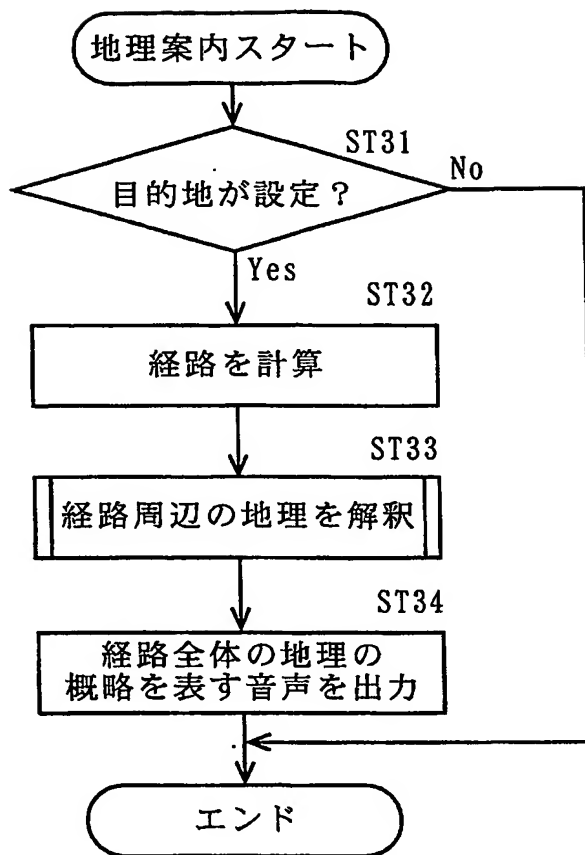 地理案内スタート
ST31
目的地が設定?
No
Yes
ST32
経路を計算
ST33
経路周辺の地理を解釈
ST34
経路全体の地理の
概略を表す音声を出力
エンド